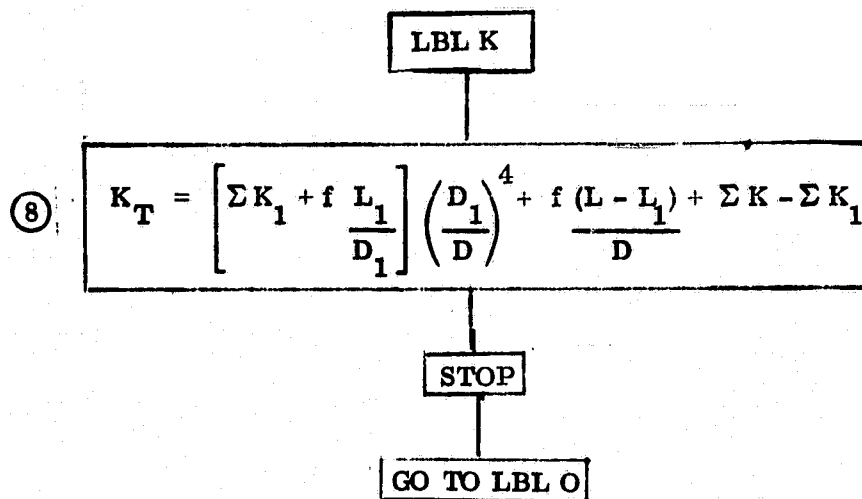 LBL K
⑧ K_T = [ΣK_1 + f L_1/D_1] (D_1/D)^4 + f (L - L_1)/D + ΣK - ΣK_1
STOP
GO TO LBL O